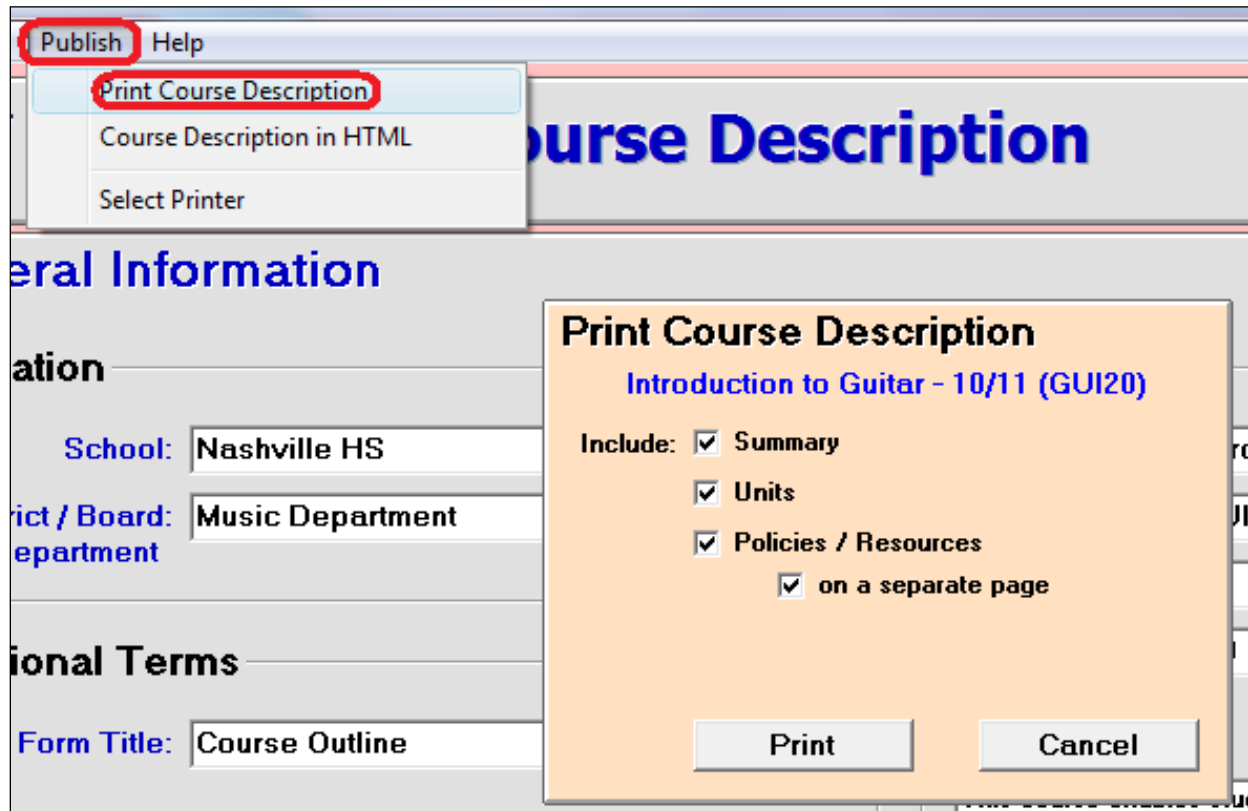 Publish Help
Print Course Description
Course Description in HTML
Select Printer
ourse Description
eral Information
ation
School: Nashville HS
rict / Board: Music Department
epartment
ional Terms
Form Title: Course Outline
Print Course Description
Introduction to Guitar - 10/11 (GUI20)
Include: Summary
Units
Policies / Resources
on a separate page
Print Cancel